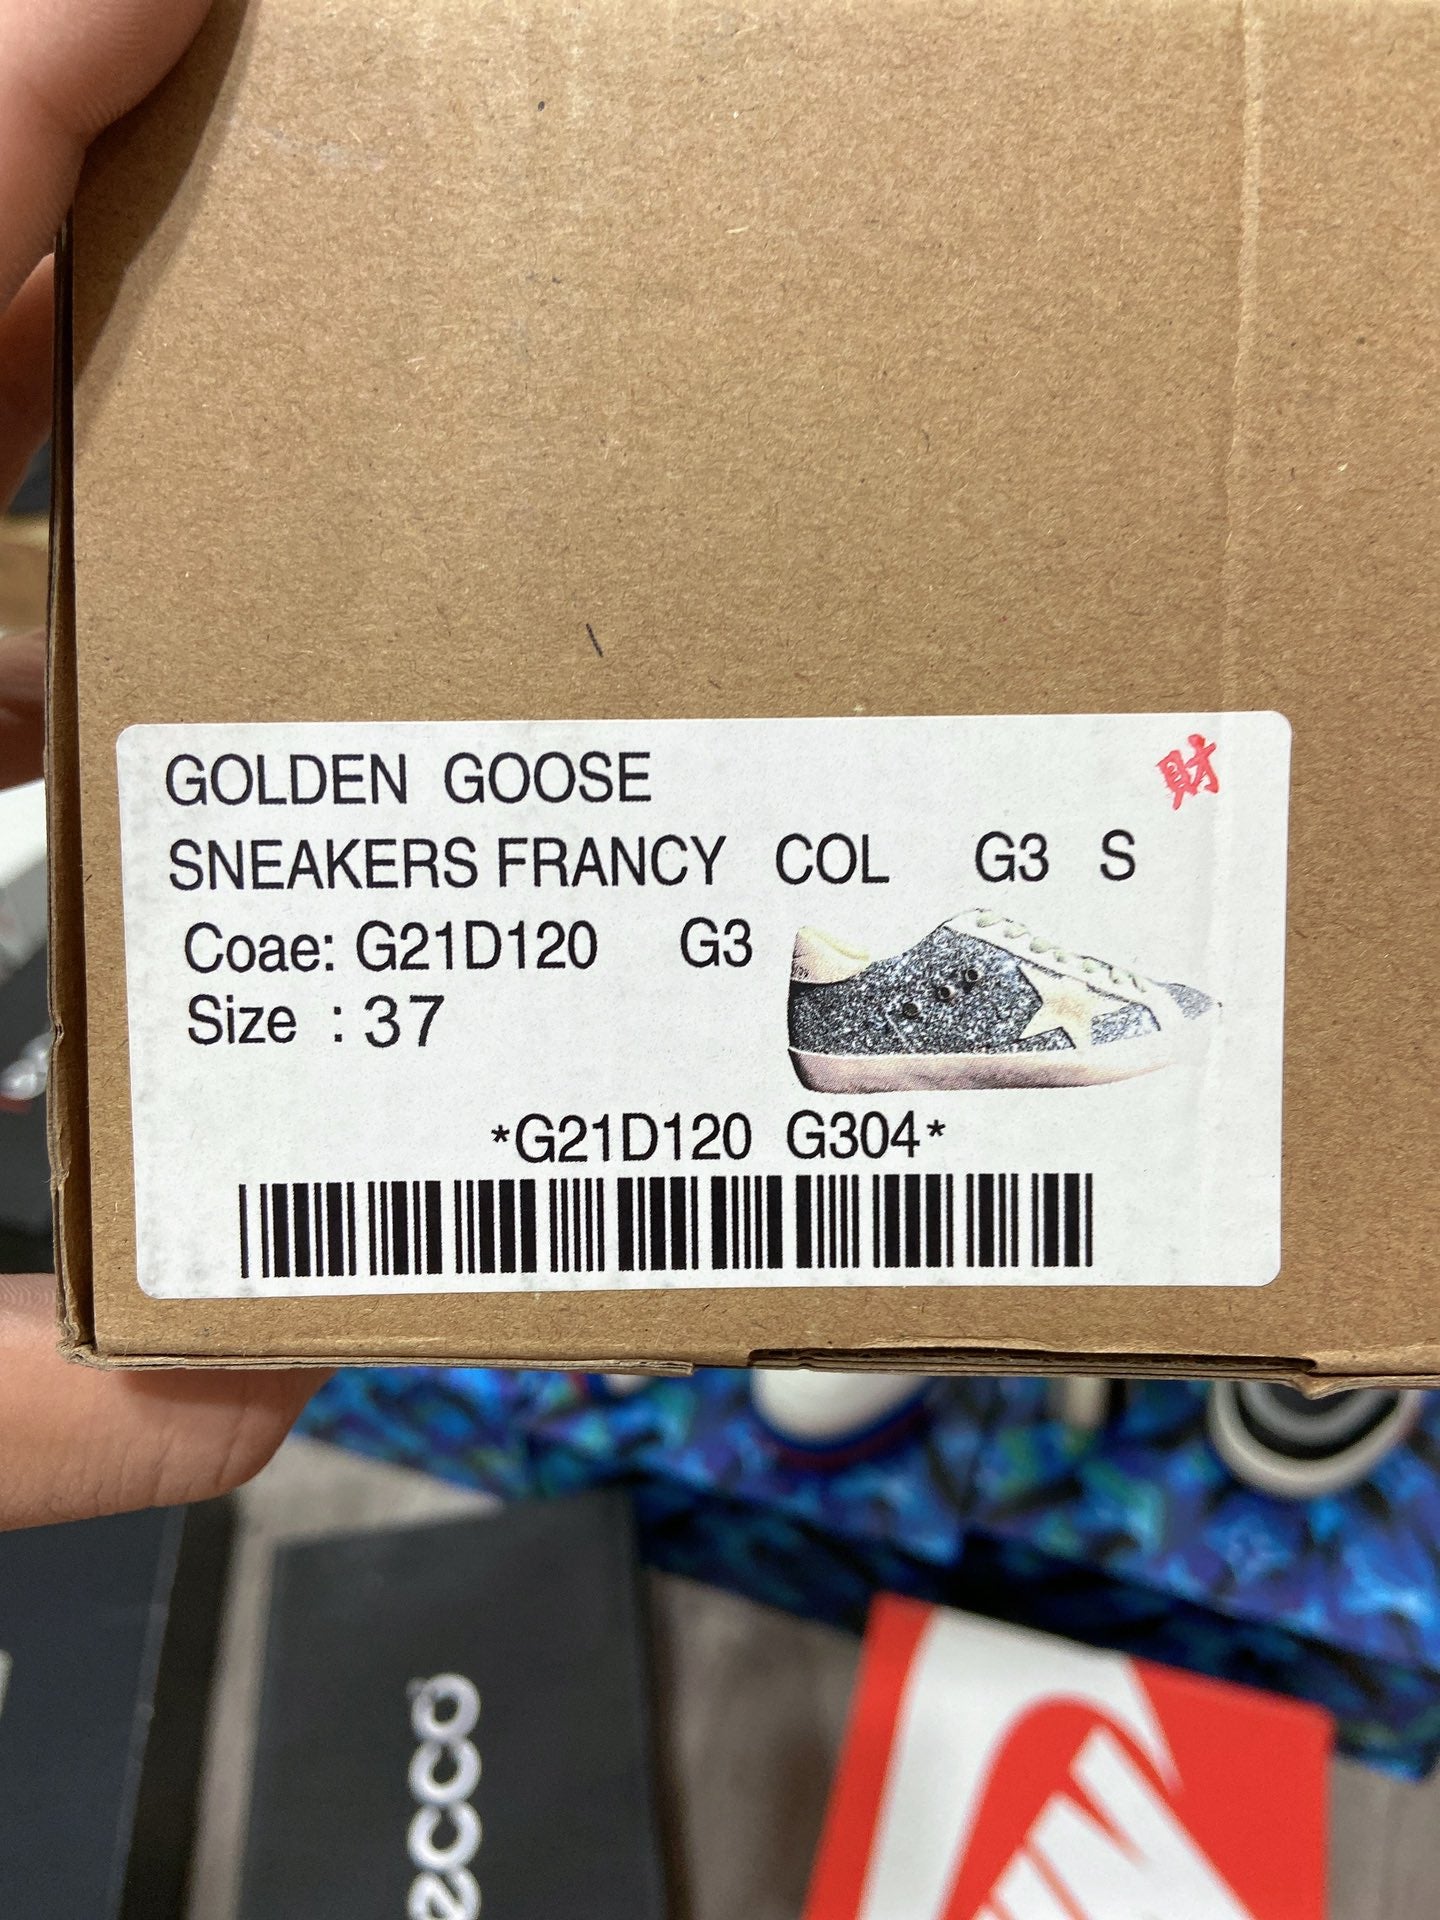 GOLDEN GOOSE
財
SNEAKERS FRANCY COL G3 S
Coae: G21D120 G3
Size : 37
*G21D120 G304*
ecco